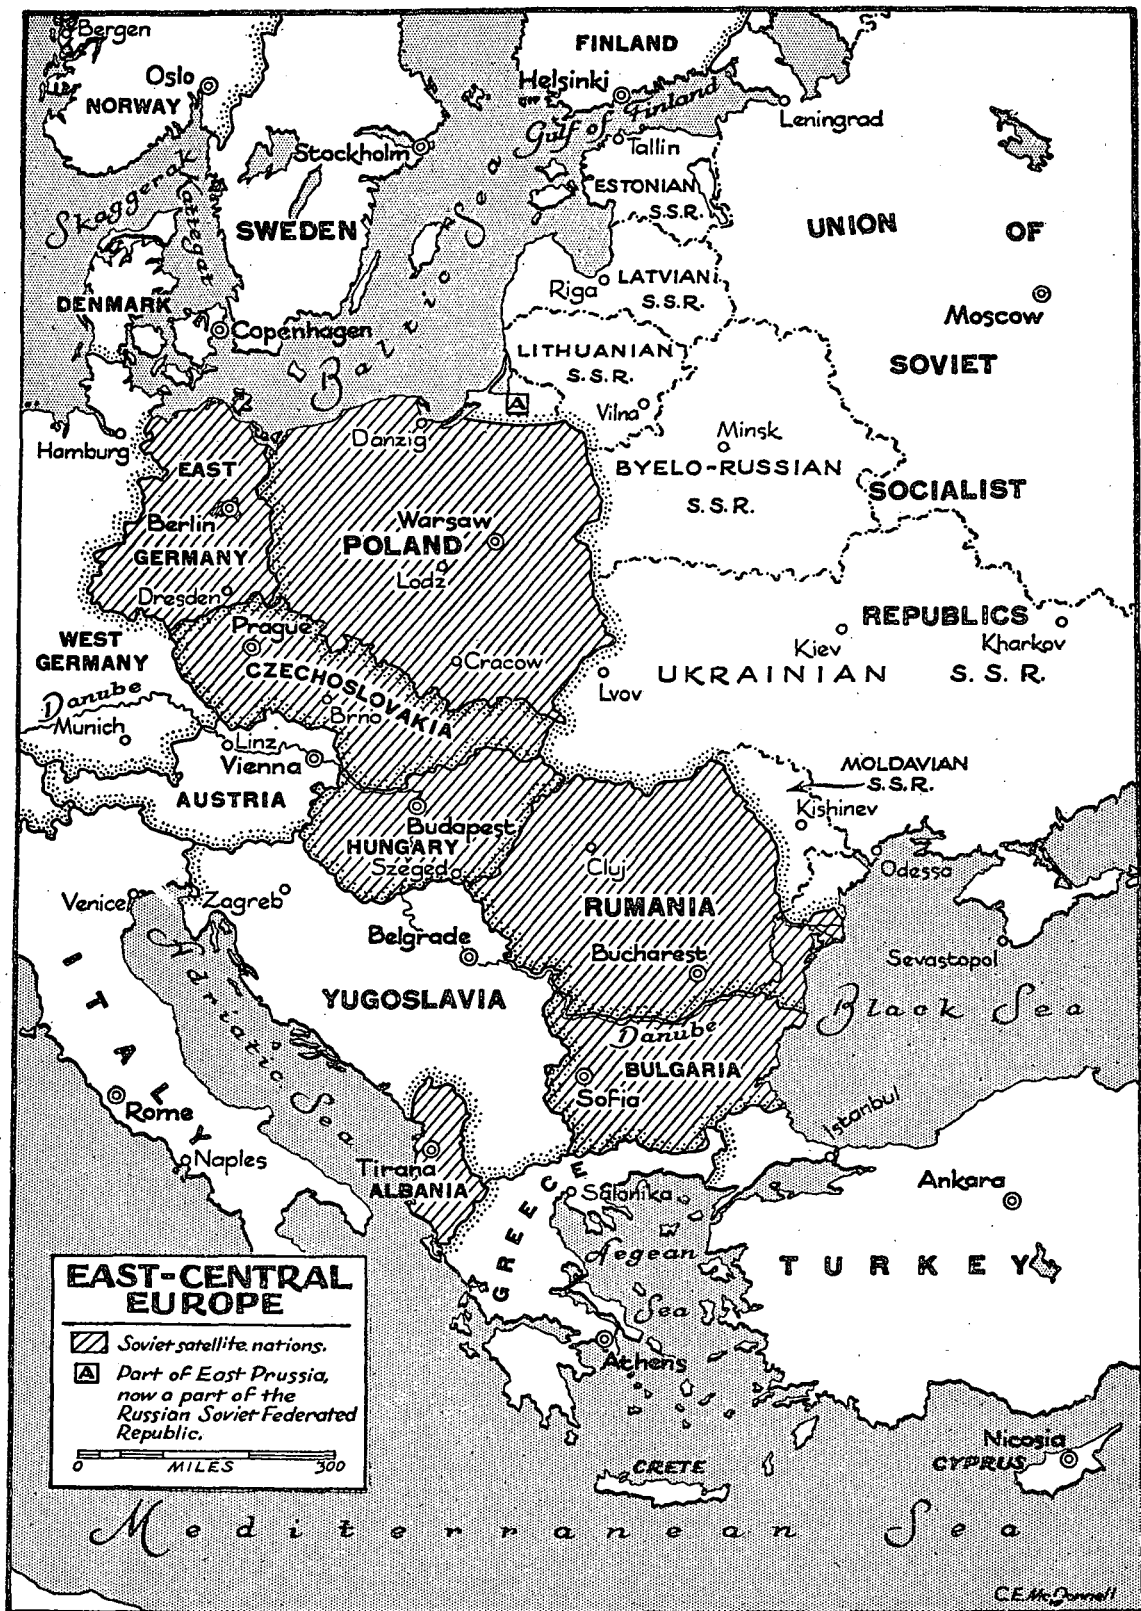 Bergen
Oslo
NORWAY
FINLAND
Helsinki
Gulf of Finland
Leningrad
Tallin
Stockholm
Skaggerak
Kattegat
SWEDEN
Baltic Sea
ESTONIAN
S.S.R.
UNION
OF
Riga
LATVIAN
S.S.R.
Moscow
DENMARK
Copenhagen
LITHUANIAN
S.S.R.
SOVIET
A
Vilna
Minsk
Hamburg
Danzig
BYELO-RUSSIAN
S.S.R.
SOCIALIST
EAST
GERMANY
Berlin
Warsaw
POLAND
Lodz
Dresden
REPUBLICS
Kiev
Kharkov
WEST
GERMANY
Prague
CZECHOSLOVAKIA
Cracow
Lvov
UKRAINIAN S.S.R.
Danube
Munich
Brno
Linz
Vienna
AUSTRIA
MOLDAVIAN
S.S.R.
Kishinev
Budapest
HUNGARY
Szeged
Cluj
Odessa
Venice
Zagreb
RUMANIA
Belgrade
Bucharest
Sevastopol
ITALY
Adriatic Sea
YUGOSLAVIA
Black Sea
Danube
BULGARIA
Sofia
Rome
Naples
Istanbul
Tirana
ALBANIA
GREECE
Salonika
Ankara
Aegean
Sea
TURKEY
Athens
Nicosia
CYPRUS
CRETE
Mediterranean Sea
EAST-CENTRAL
EUROPE
Soviet satellite nations.
A Part of East Prussia,
now a part of the
Russian Soviet Federated
Republic.
0 MILES 300
C.E. McDonnell